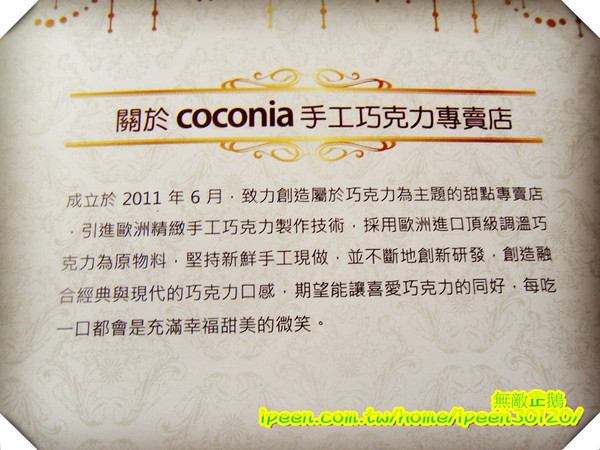 關於 coconia 手工巧克力專賣店
成立於 2011 年 6 月，致力創造屬於巧克力為主題的甜點專賣店
，引進歐洲精緻手工巧克力製作技術，採用歐洲進口頂級調溫巧
克力為原物料，堅持新鮮手工現做，並不斷地創新研發，創造融
合經典與現代的巧克力口感，期望能讓喜愛巧克力的同好，每吃
一口都會是充滿幸福甜美的微笑。
無敵企鵝
ipeen.com.tw/home/ipeen30120/